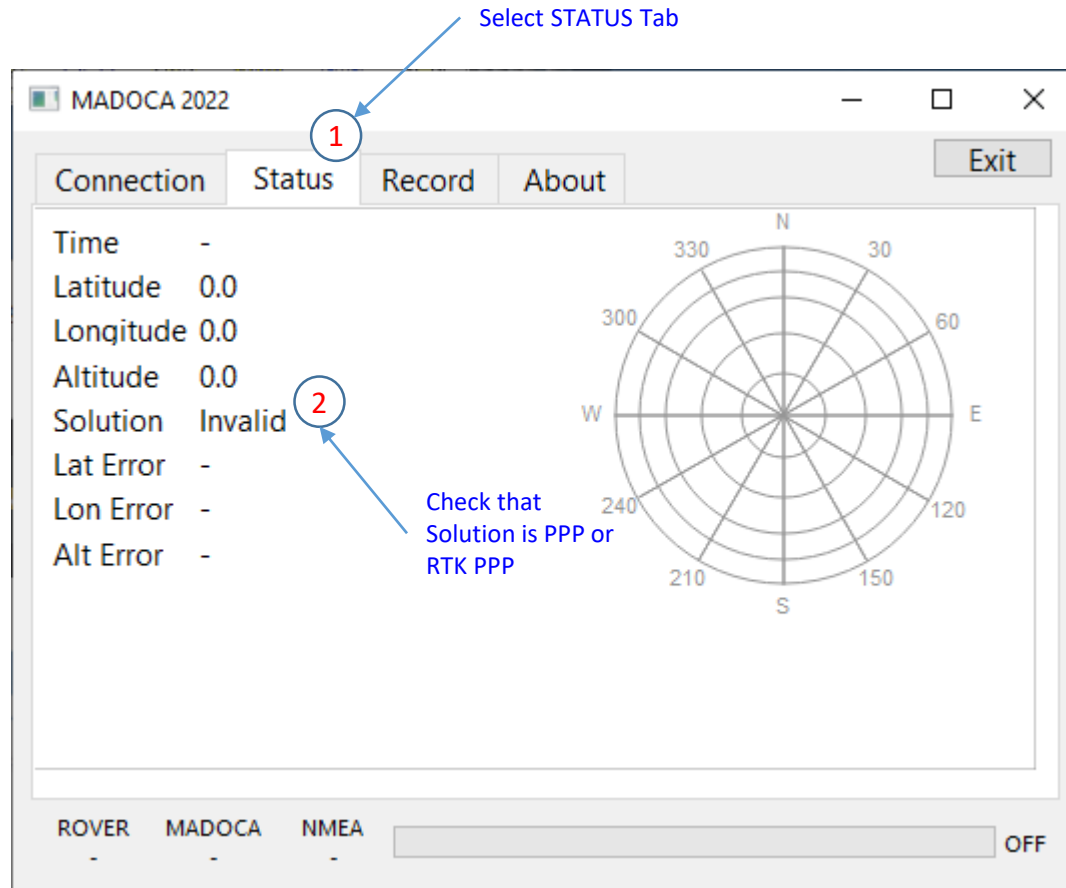 Select STATUS Tab
MADOCA 2022
1
Connection Status Record About Exit
Time -
Latitude 0.0
Longitude 0.0
Altitude 0.0
Solution Invalid
2
Lat Error -
Lon Error -
Alt Error -
Check that
Solution is PPP or
RTK PPP
N
330 30
300 60
W E
240 120
210 150
S
ROVER MADOCA NMEA
- - -
OFF